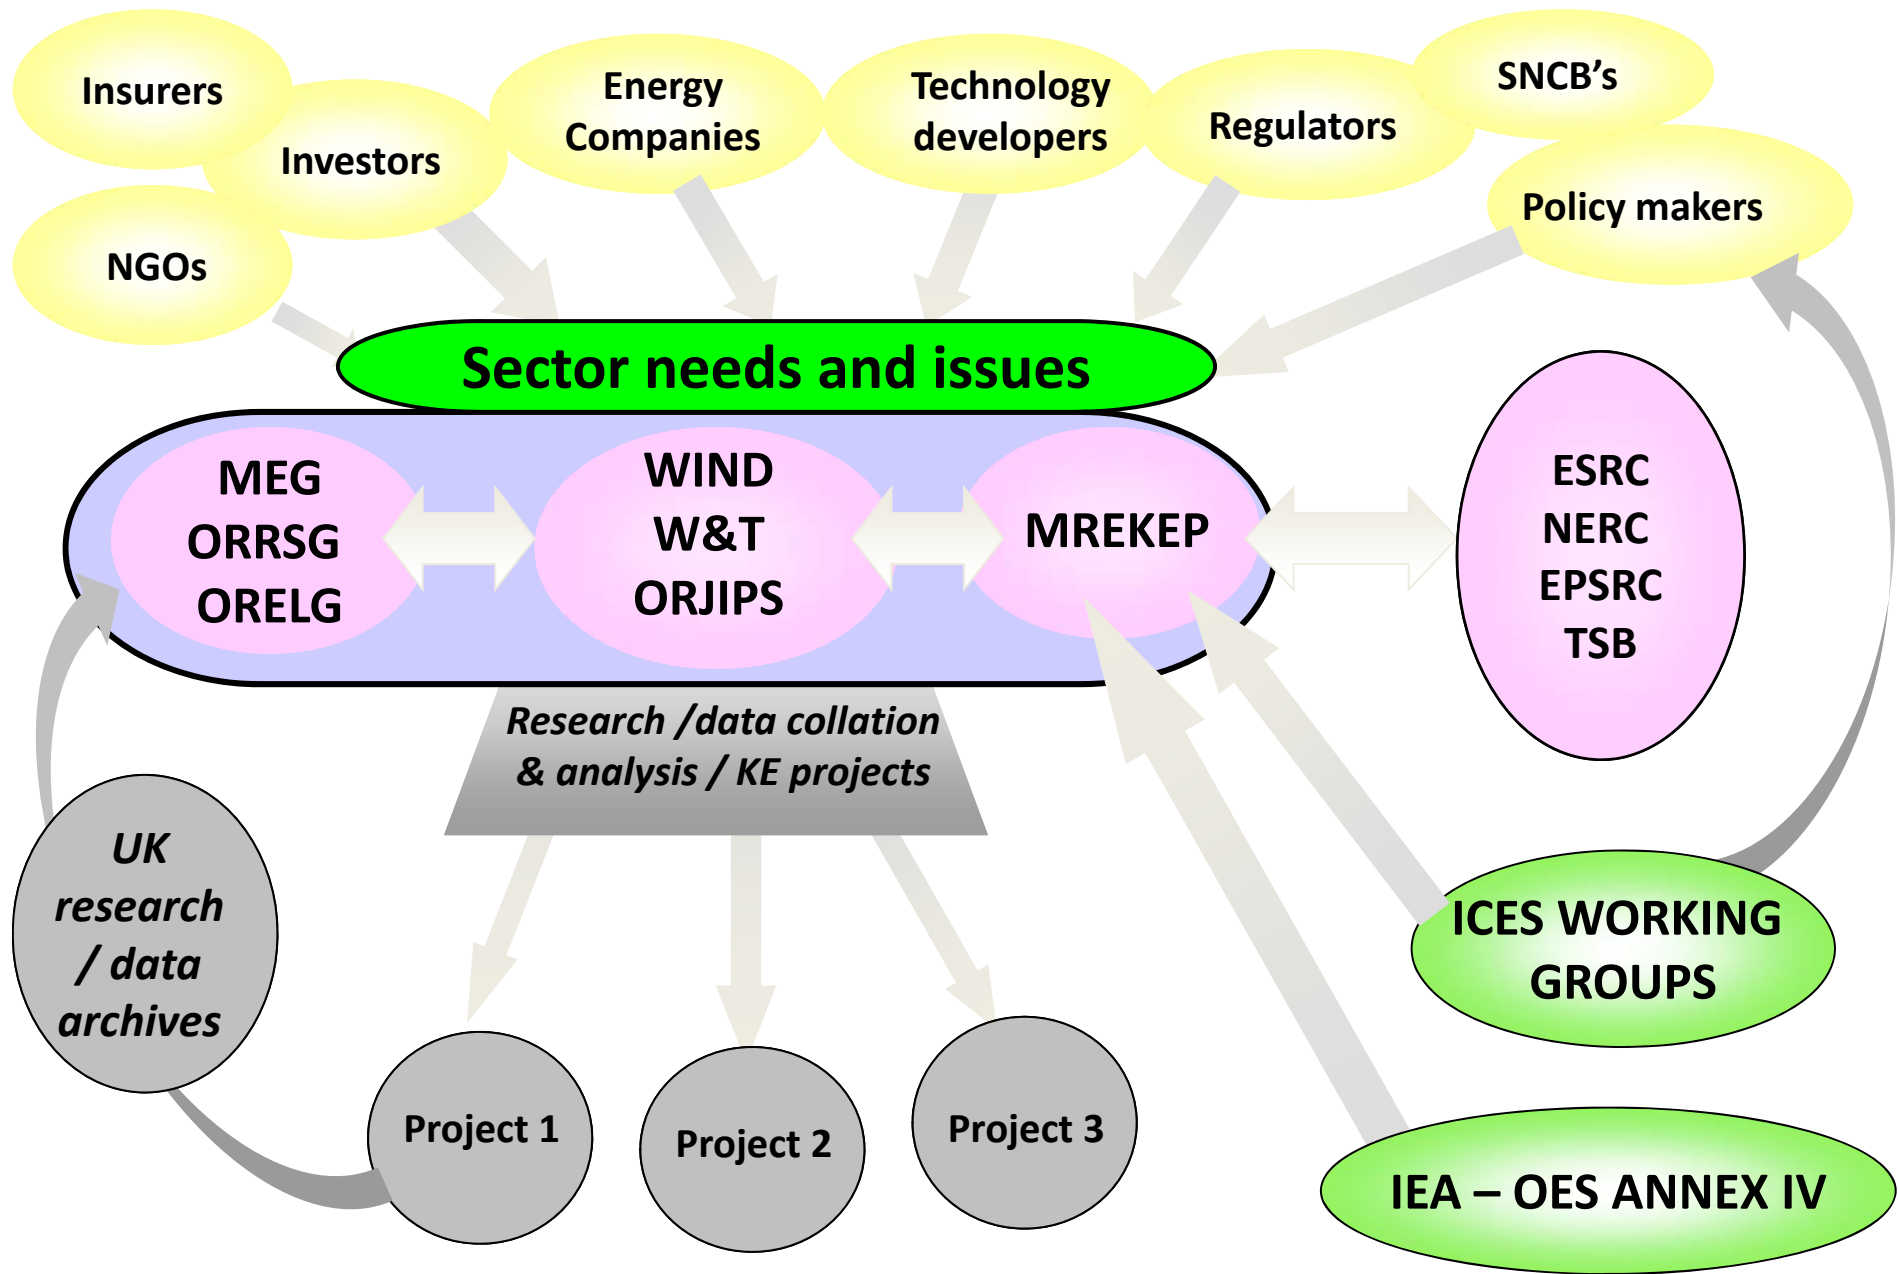 Insurers
Investors
NGOs
Energy
Companies
Technology
developers
Regulators
SNCB’s
Policy makers
Sector needs and issues
MEG
ORRSG
ORELG
WIND
W&T
ORJIPS
MREKEP
ESRC
NERC
EPSRC
TSB
Research /data collation
& analysis / KE projects
UK
research
/ data
archives
Project 1
Project 2
Project 3
ICES WORKING
GROUPS
IEA – OES ANNEX IV